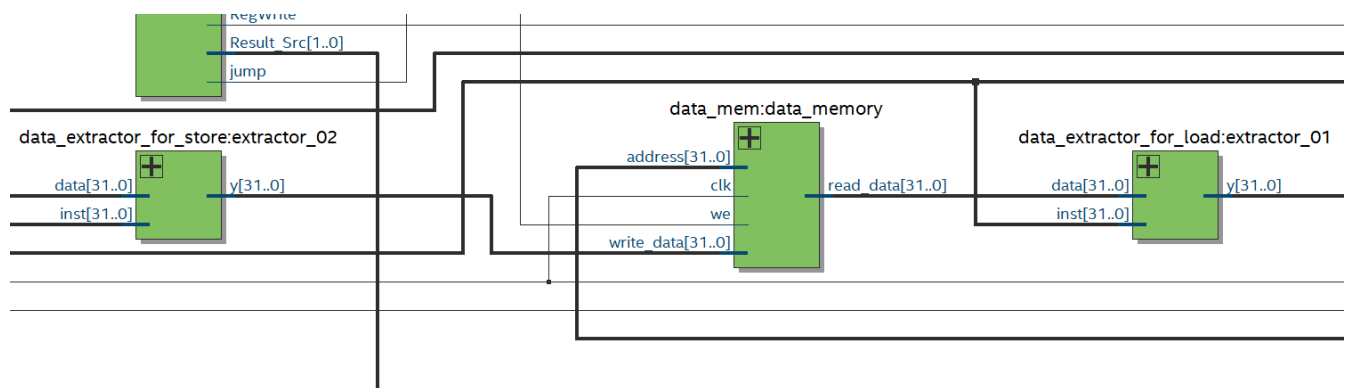 RegWrite
Result_Src[1..0]
jump
data_extractor_for_store:extractor_02
data[31..0]
y[31..0]
inst[31..0]
data_mem:data_memory
address[31..0]
clk
read_data[31..0]
we
write_data[31..0]
data_extractor_for_load:extractor_01
data[31..0]
y[31..0]
inst[31..0]